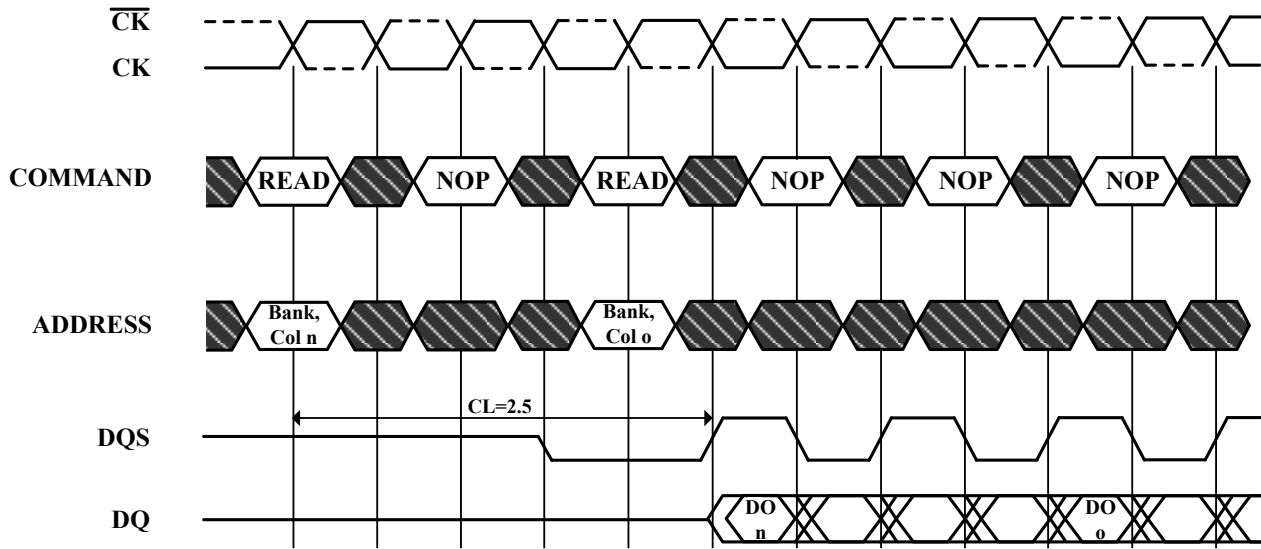 C̅K̅
CK
COMMAND
READ
NOP
READ
NOP
NOP
NOP
ADDRESS
Bank,
Col n
Bank,
Col o
CL=2.5
DQS
DQ
DO
n
DO
o